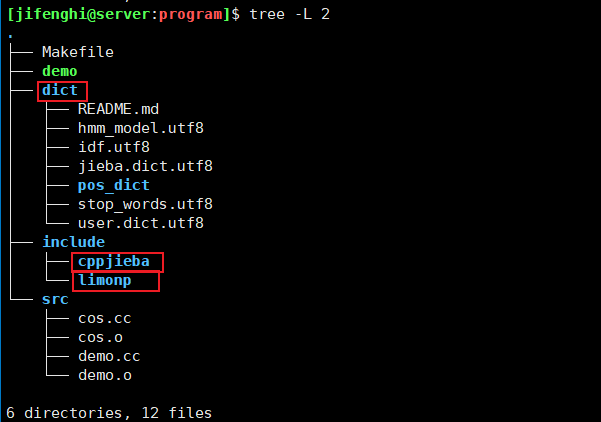 [jifenghi@server:program]$ tree -L 2
.
├── Makefile
├── demo
├── dict
│   ├── README.md
│   ├── hmm_model.utf8
│   ├── idf.utf8
│   ├── jieba.dict.utf8
│   ├── pos_dict
│   ├── stop_words.utf8
│   └── user.dict.utf8
├── include
│   ├── cppjieba
│   └── limonp
└── src
    ├── cos.cc
    ├── cos.o
    ├── demo.cc
    └── demo.o
6 directories, 12 files